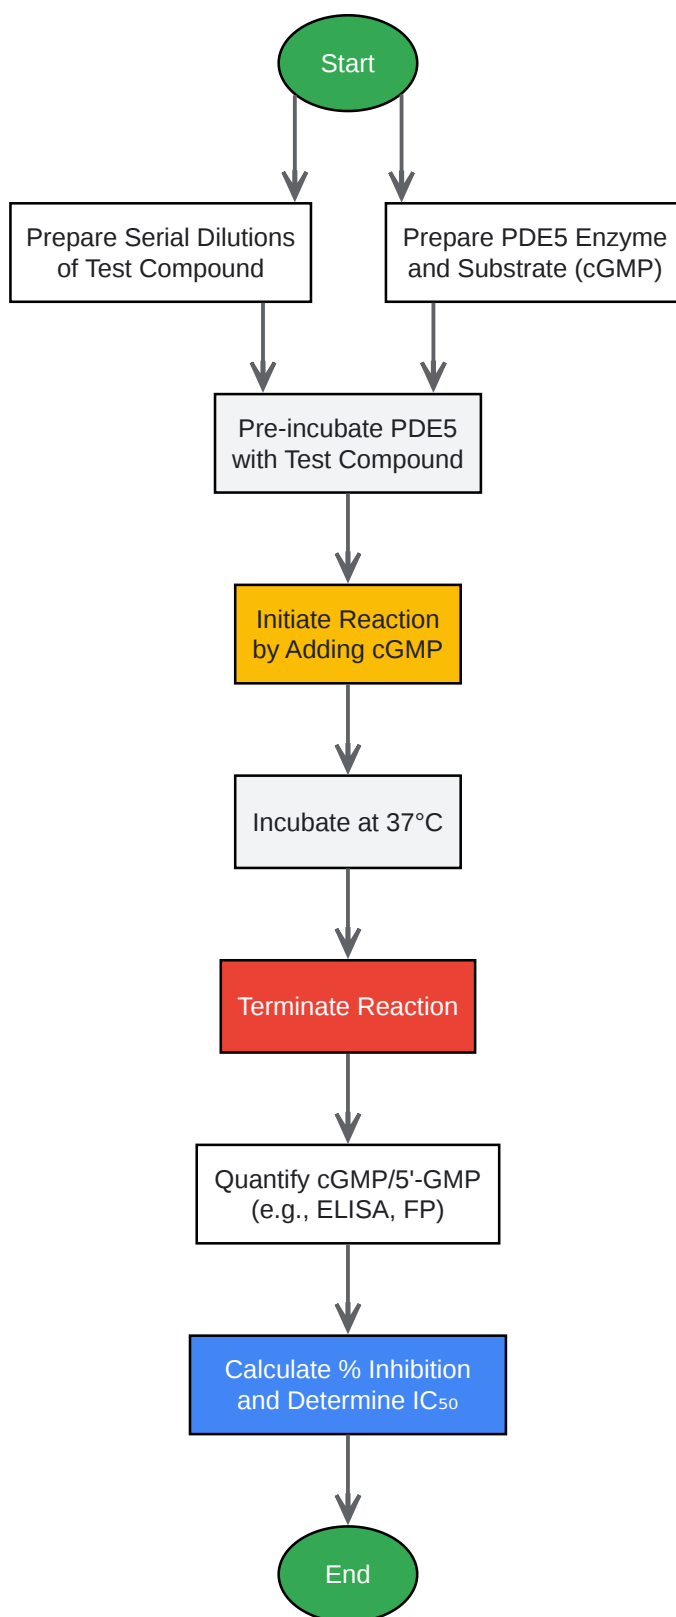 Start
Prepare Serial Dilutions
of Test Compound
Prepare PDE5 Enzyme
and Substrate (cGMP)
Pre-incubate PDE5
with Test Compound
Initiate Reaction
by Adding cGMP
Incubate at 37°C
Terminate Reaction
Quantify cGMP/5'-GMP
(e.g., ELISA, FP)
Calculate % Inhibition
and Determine IC₅₀
End